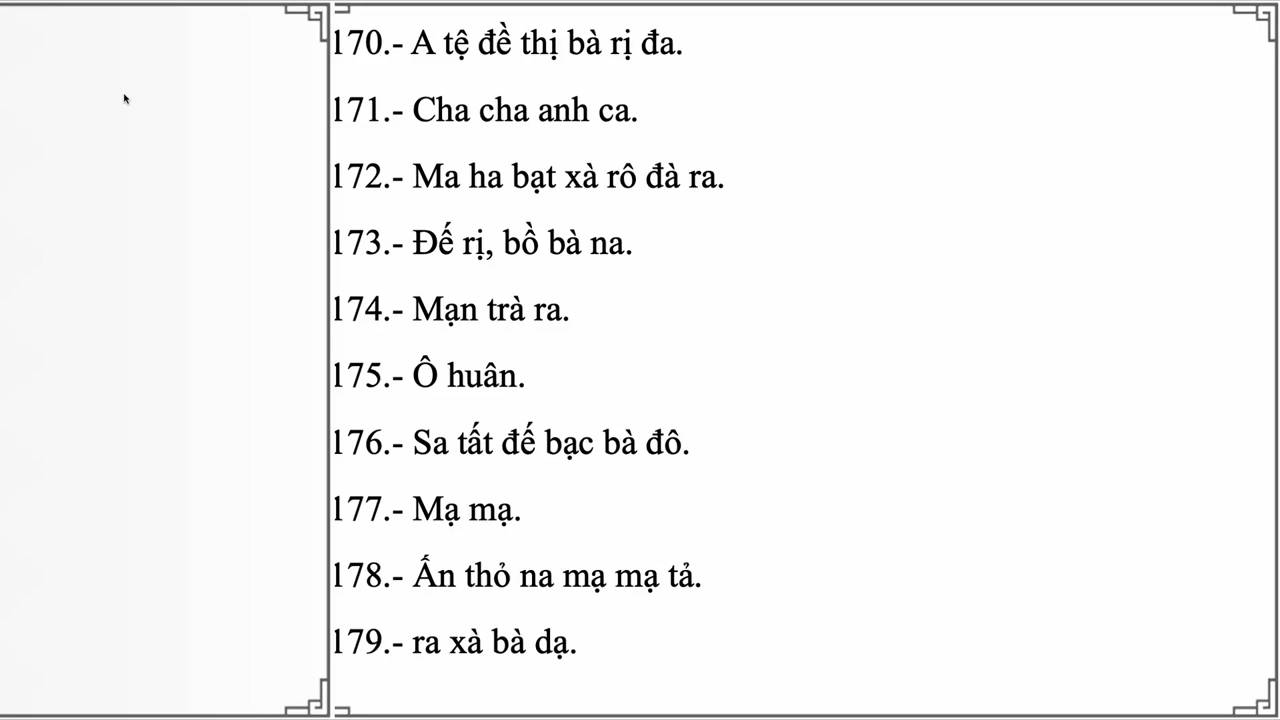 170.- A tệ đề thị bà rị đa.
171.- Cha cha anh ca.
172.- Ma ha bạt xà rô đà ra.
173.- Đế rị, bồ bà na.
174.- Mạn trà ra.
175.- Ô huân.
176.- Sa tất đế bạc bà đô.
177.- Mạ mạ.
178.- Ấn thỏ na mạ mạ tả.
179.- ra xà bà dạ.